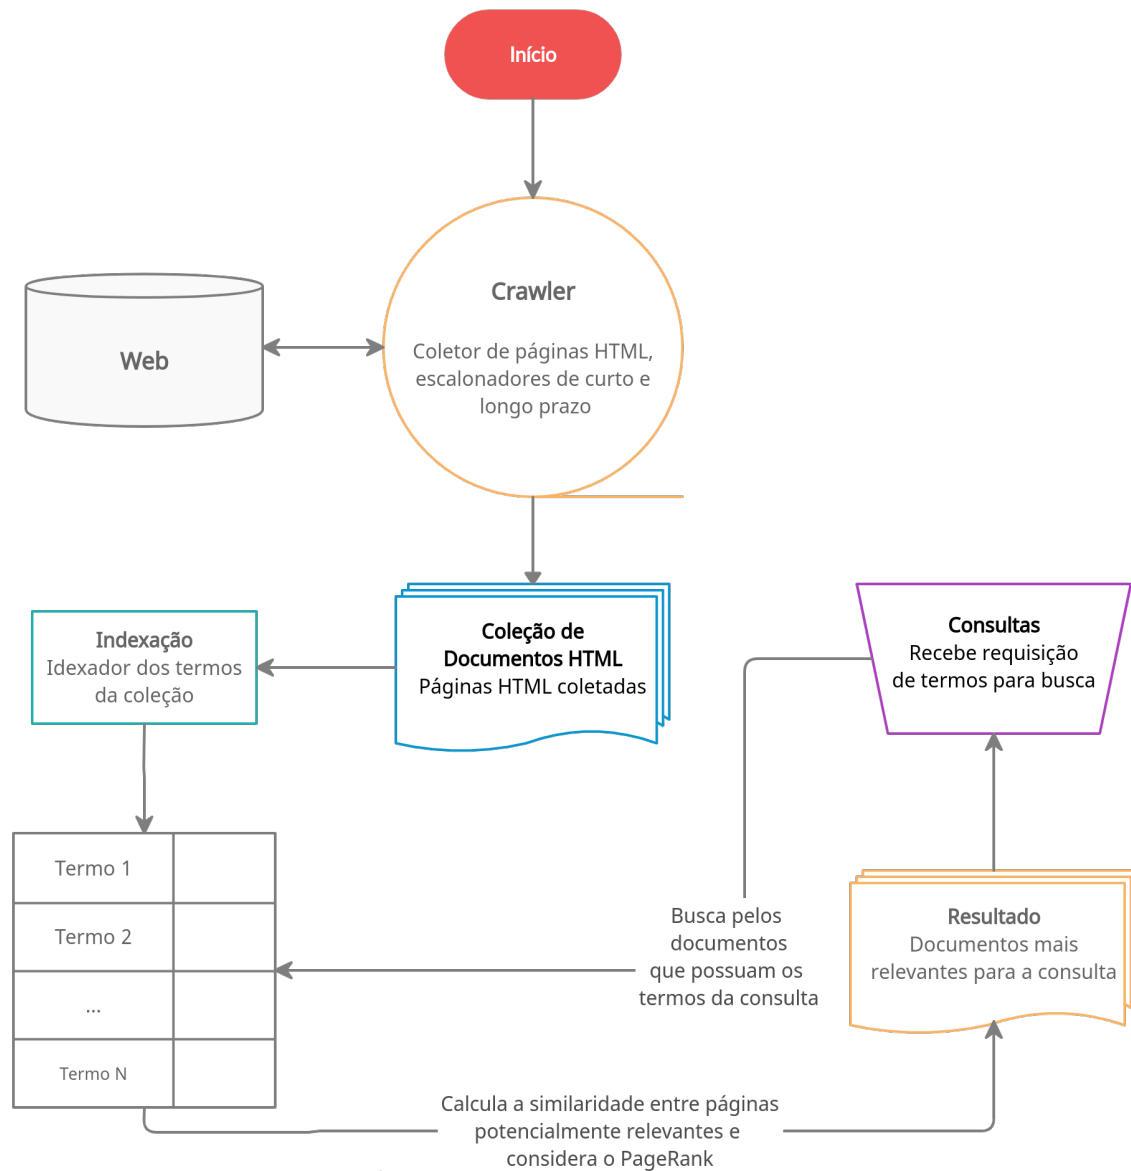 Início
Crawler
Coletor de páginas HTML,
escalonadores de curto e
longo prazo
Web
Coleção de
Documentos HTML
Páginas HTML coletadas
Indexação
Idexador dos termos
da coleção
Consultas
Recebe requisição
de termos para busca
Termo 1
Termo 2
...
Termo N
Busca pelos
documentos
que possuam os
termos da consulta
Resultado
Documentos mais
relevantes para a consulta
Calcula a similaridade entre páginas
potencialmente relevantes e
considera o PageRank